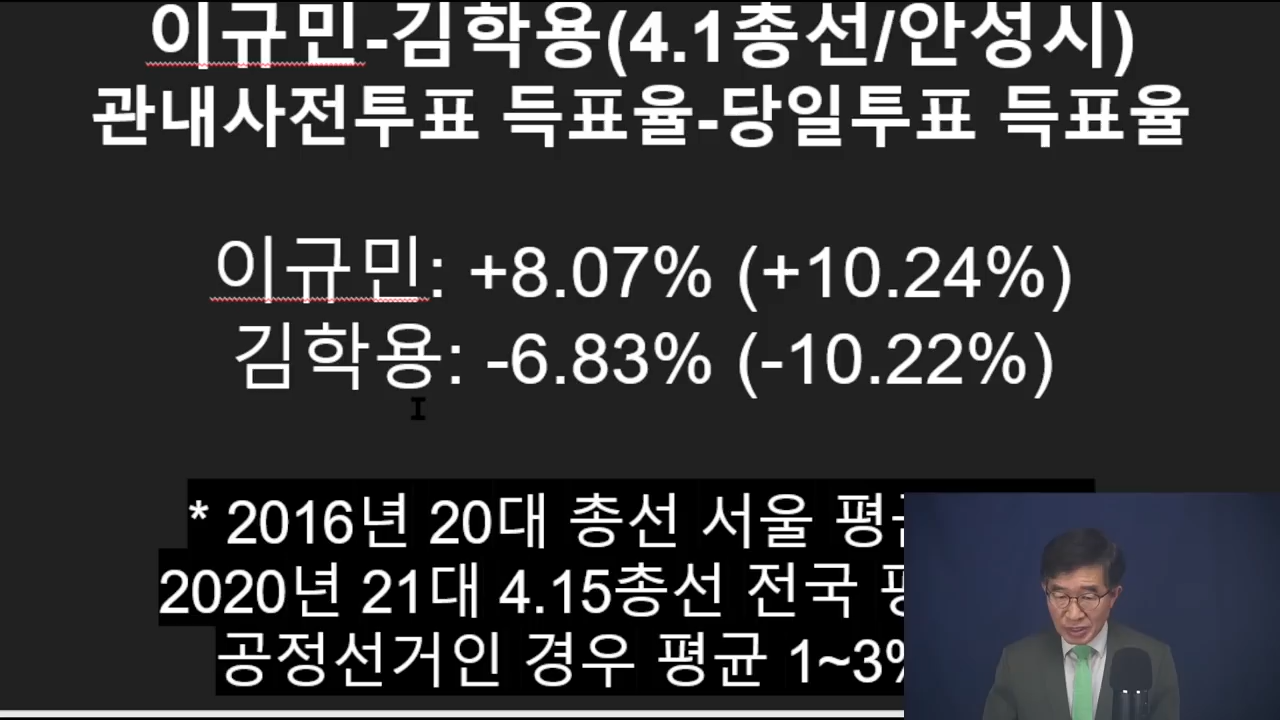 이규민-김학용(4.1총선/안성시)
관내사전투표 득표율-당일투표 득표율
이규민: +8.07% (+10.24%)
김학용: -6.83% (-10.22%)
* 2016년 20대 총선 서울
2020년 21대 4.15총선 전국
공정선거인 경우 평균 1~3%